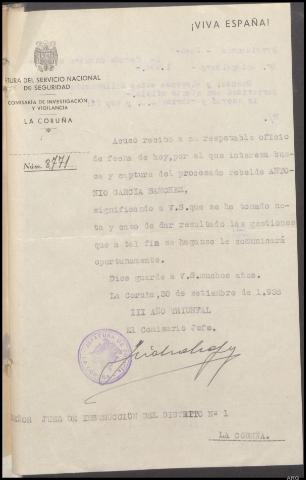 ¡VIVA ESPAÑA!
JEFATURA DEL SERVICIO NACIONAL
DE SEGURIDAD
COMISARÍA DE INVESTIGACIÓN
Y VIGILANCIA
LA CORUÑA
Núm. 8771
Acuso recibo a su respetable oficio
de fecha de hoy, por el que interesa bus-
ca y captura del procesado rebelde ANTO-
NIO GARCIA SANCHEZ,
significando a V.S. que se ha tomado no-
ta y caso de dar resultado las gestiones
que a tal fin se hagan se le comunicará
oportunamente.
Dios guarde a V.S. muchos años.
La Coruña, 30 de setiembre de 1.938
III AÑO TRIUNFAL
El Comisario Jefe.
SEÑOR JUEZ DE INSTRUCCION DEL DISTRITO Nº 1
LA CORUÑA.